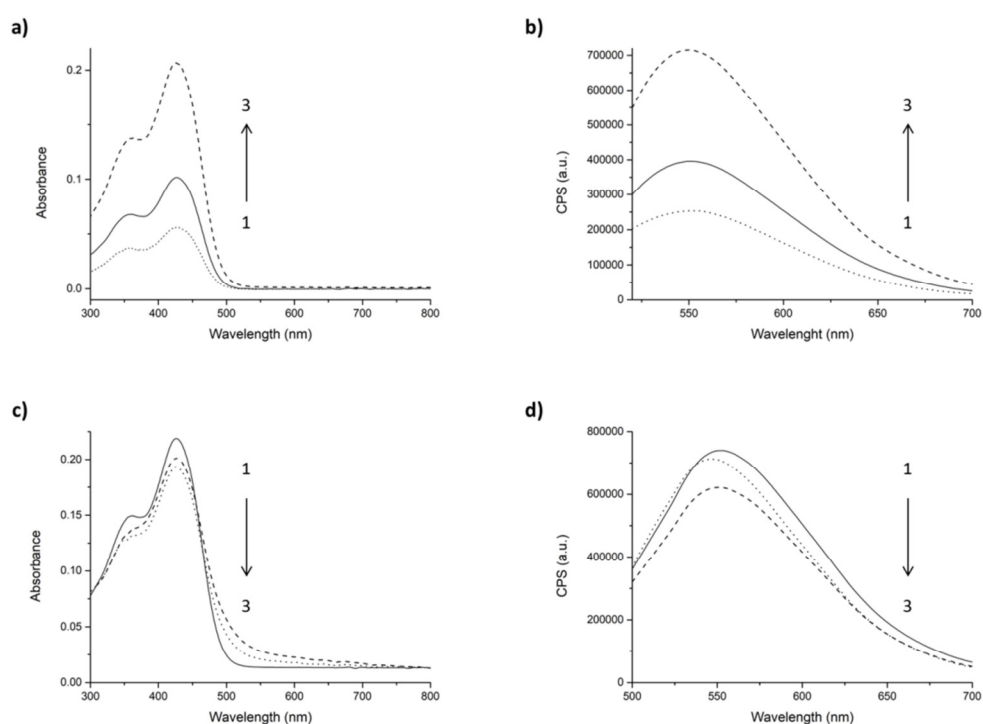 a)
Absorbance
0.2
0.1
0.0
3
1
300 400 500 600 700 800
Wavelength (nm)
b)
CPS (a.u.)
700000
600000
500000
400000
300000
200000
100000
0
3
1
550 600 650 700
Wavelenght (nm)
c)
Absorbance
0.20
0.15
0.10
0.05
0.00
1
3
300 400 500 600 700 800
Wavelength (nm)
d)
CPS (a.u.)
800000
600000
400000
200000
0
1
3
500 550 600 650 700
Wavelength (nm)